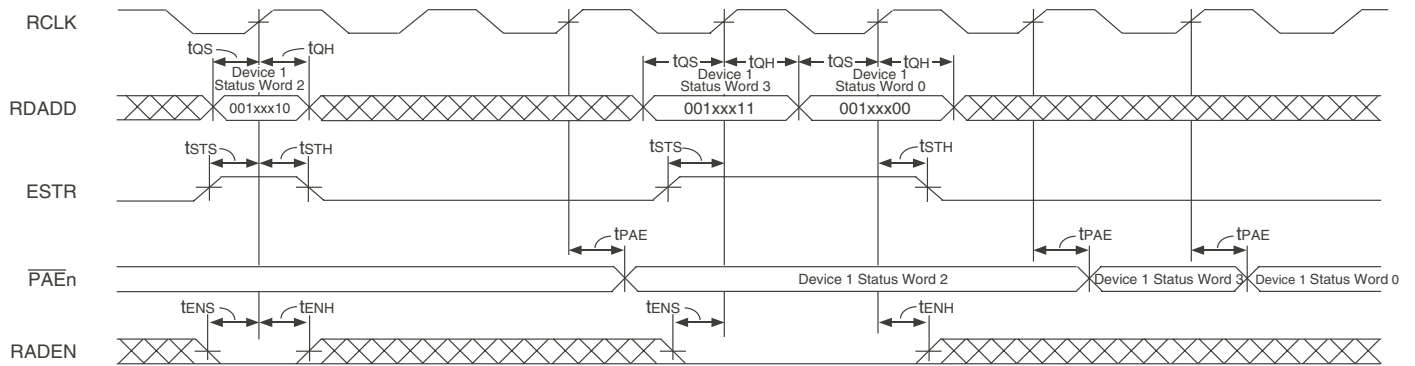 RCLK
tQS
tQH
tQS
tQH
tQS
tQH
Device 1
Status Word 2
Device 1
Status Word 3
Device 1
Status Word 0
RDADD
001xxx10
001xxx11
001xxx00
tSTS
tSTH
tSTS
tSTH
ESTR
tPAE
tPAE
tPAE
PAEn
Device 1 Status Word 2
Device 1 Status Word 3
Device 1 Status Word 0
tENS
tENH
tENS
tENH
RADEN